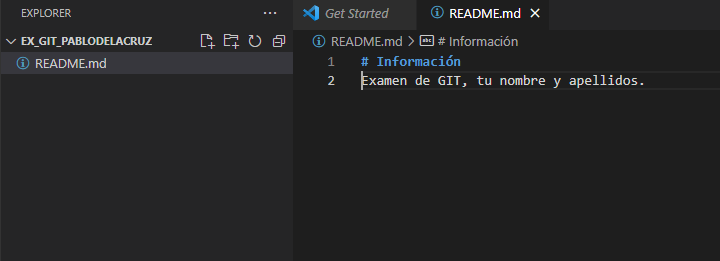 EXPLORER
EX_GIT_PABLODELACRUZ
README.md
Get Started
README.md
README.md > # Información
1 # Información
2 Examen de GIT, tu nombre y apellidos.